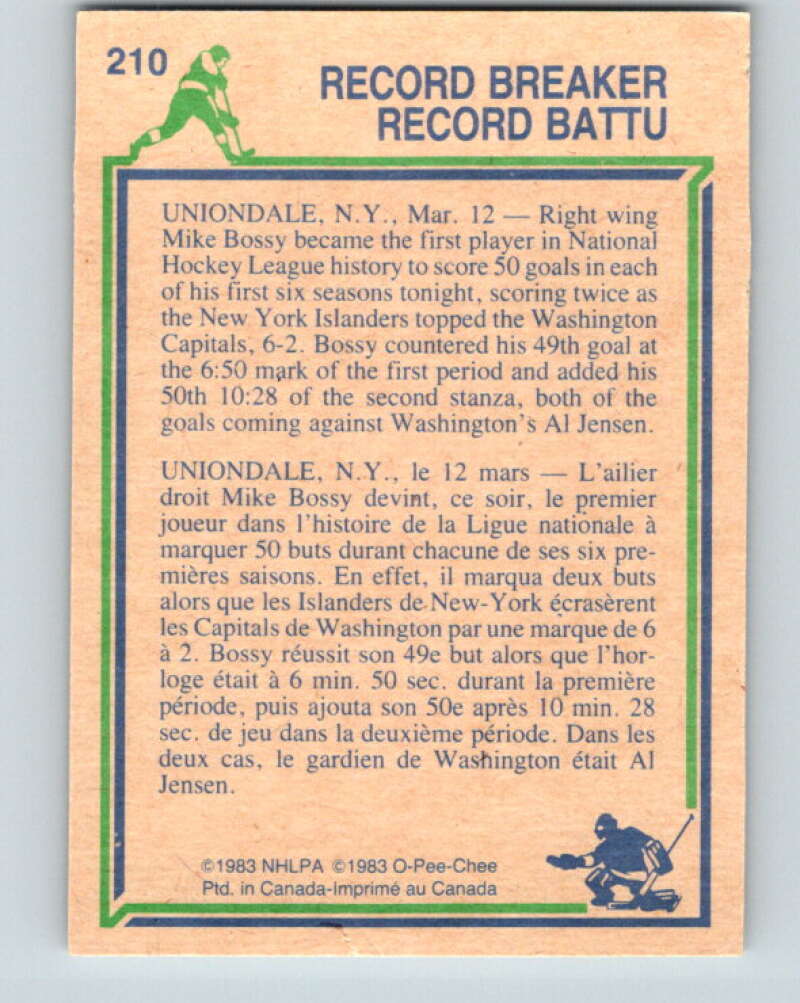 210
RECORD BREAKER
RECORD BATTU
UNIONDALE, N.Y., Mar. 12 — Right wing
Mike Bossy became the first player in National
Hockey League history to score 50 goals in each
of his first six seasons tonight, scoring twice as
the New York Islanders topped the Washington
Capitals, 6-2. Bossy countered his 49th goal at
the 6:50 mark of the first period and added his
50th 10:28 of the second stanza, both of the
goals coming against Washington's Al Jensen.
UNIONDALE, N.Y., le 12 mars — L'ailier
droit Mike Bossy devint, ce soir, le premier
joueur dans l'histoire de la Ligue nationale à
marquer 50 buts durant chacune de ses six pre-
mières saisons. En effet, il marqua deux buts
alors que les Islanders de New-York écrasèrent
les Capitals de Washington par une marque de 6
à 2. Bossy réussit son 49e but alors que l'hor-
loge était à 6 min. 50 sec. durant la première
période, puis ajouta son 50e après 10 min. 28
sec. de jeu dans la deuxième période. Dans les
deux cas, le gardien de Washington était Al
Jensen.
©1983 NHLPA ©1983 O-Pee-Chee
Ptd. in Canada-Imprimé au Canada